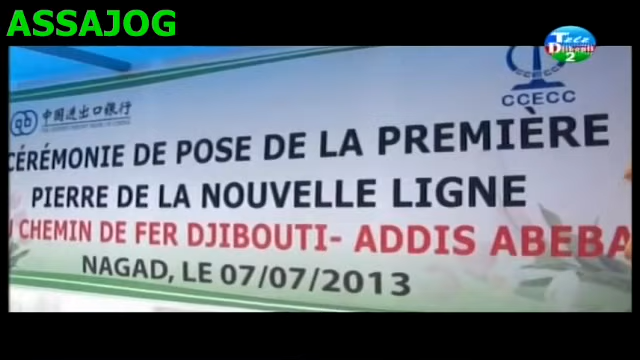 ASSAJOG
Djibouti
2
中国进出口银行
CCECC
CÉRÉMONIE DE POSE DE LA PREMIÈRE
PIERRE DE LA NOUVELLE LIGNE
CHEMIN DE FER DJIBOUTI- ADDIS ABEBA
NAGAD, LE 07/07/2013